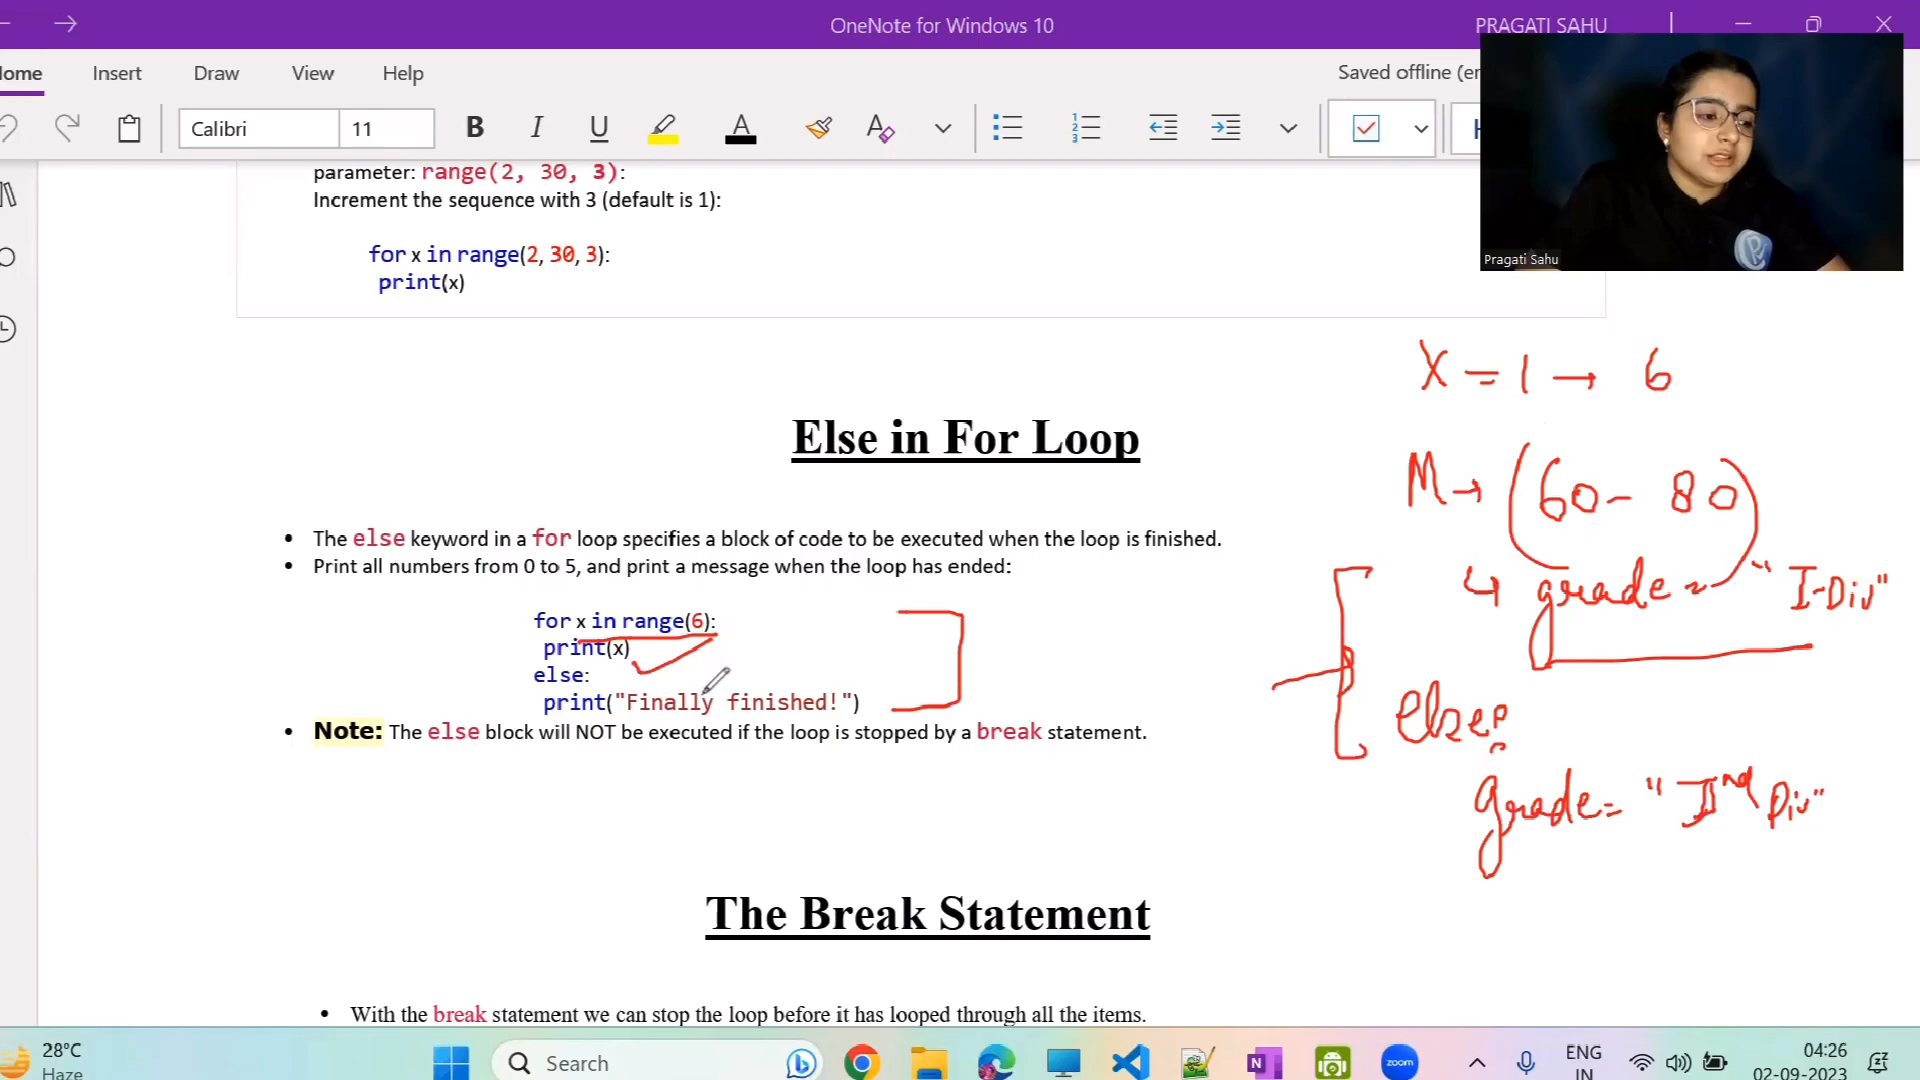 OneNote for Windows 10
PRAGATI SAHU
Home Insert Draw View Help
Saved offline (er
Calibri 11 B I U A
parameter: range(2, 30, 3):
Increment the sequence with 3 (default is 1):
for x in range(2, 30, 3):
print(x)
Pragati Sahu
X = 1 → 6
Else in For Loop
M → (60 - 80)
The else keyword in a for loop specifies a block of code to be executed when the loop is finished.
Print all numbers from 0 to 5, and print a message when the loop has ended:
grade = "I-Div"
for x in range(6):
print(x)
else:
print("Finally finished!")
Note: The else block will NOT be executed if the loop is stopped by a break statement.
else
grade = "IInd Div"
The Break Statement
With the break statement we can stop the loop before it has looped through all the items.
28°C
Haze
Search
zoom
ENG
IN
04:26
02-09-2023